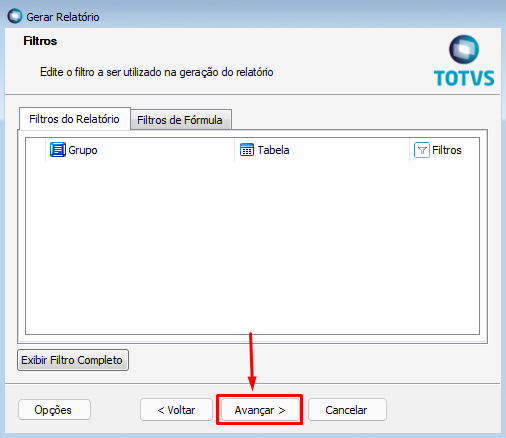 Gerar Relatório
Filtros
Edite o filtro a ser utilizado na geração do relatório
TOTVS
Filtros do Relatório
Filtros de Fórmula
Grupo
Tabela
Filtros
Exibir Filtro Completo
Opções
< Voltar
Avançar >
Cancelar